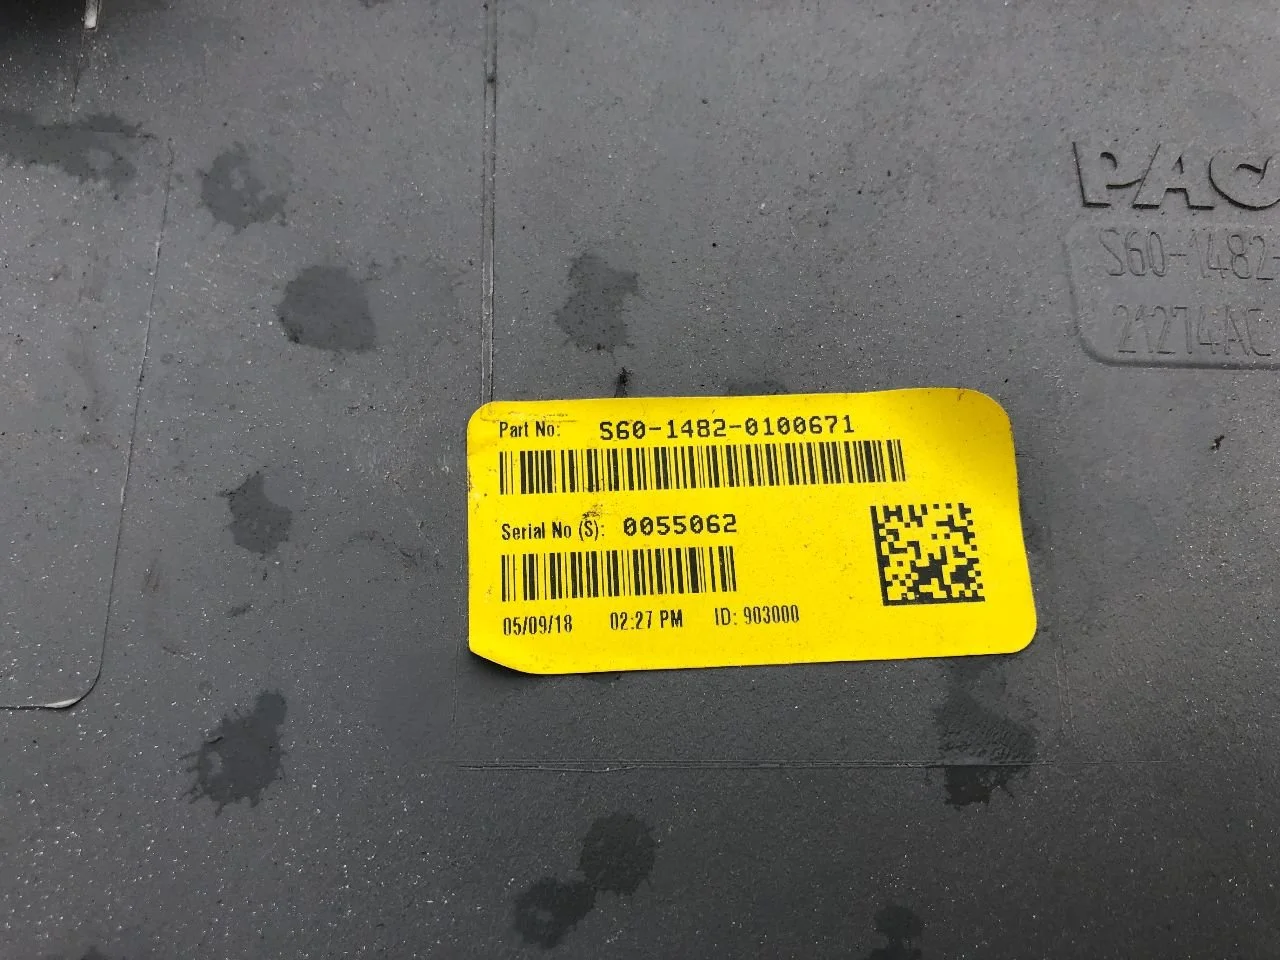 PAC
S60-1482-
21274AC
Part No: S60-1482-0100671
Serial No (S): 0055062
05/09/18 02:27 PM ID: 903000